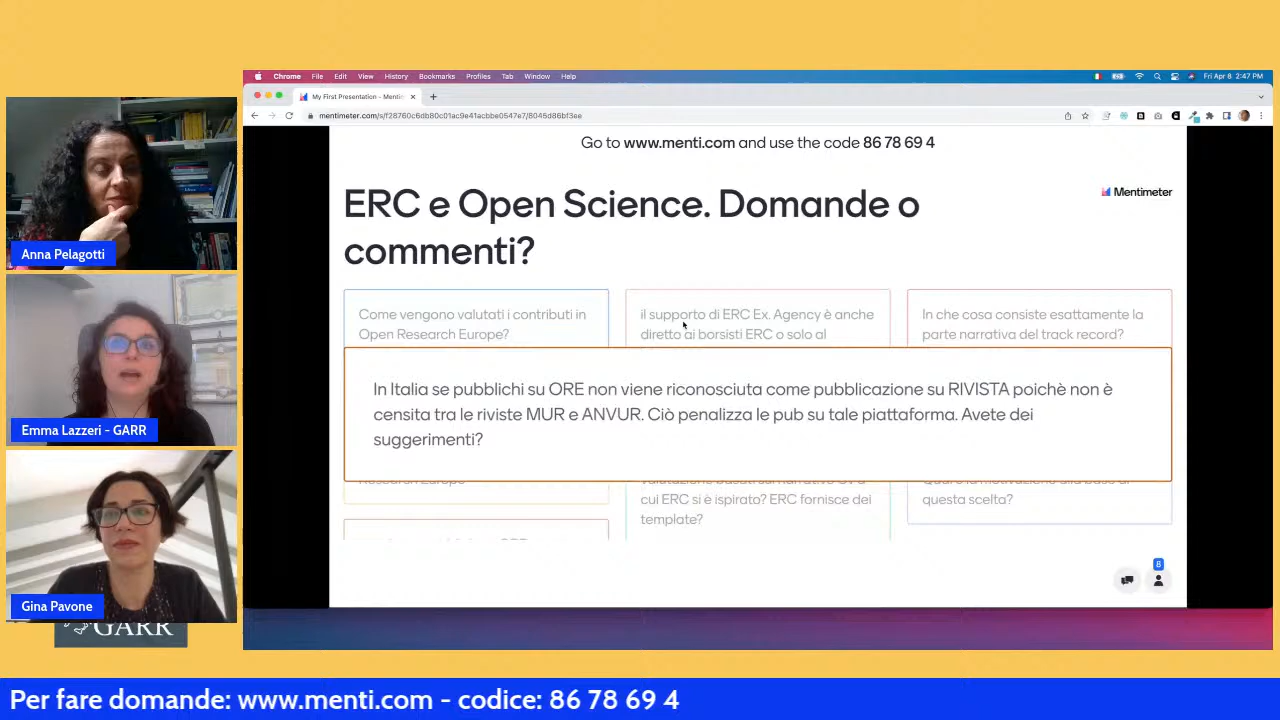 Chrome File Edit View History Bookmarks Profiles Tab Window Help
Fri Apr 8 2:47 PM
My First Presentation - Mentim
mentimeter.com/s/f28760c6db80c01ac9e41acbbe0547e7/8045d86bf3ee
Go to www.menti.com and use the code 86 78 69 4
Mentimeter
ERC e Open Science. Domande o
commenti?
Come vengono valutati i contributi in
Open Research Europe?
il supporto di ERC Ex. Agency è anche
diretto ai borsisti ERC o solo al
In che cosa consiste esattamente la
parte narrativa del track record?
In Italia se pubblichi su ORE non viene riconosciuta come pubblicazione su RIVISTA poichè non è
censita tra le riviste MUR e ANVUR. Ciò penalizza le pub su tale piattaforma. Avete dei
suggerimenti?
Research Europe
cui ERC si è ispirato? ERC fornisce dei
template?
questa scelta?
8
Anna Pelagotti
Emma Lazzeri - GARR
Gina Pavone
GARR
Per fare domande: www.menti.com - codice: 86 78 69 4